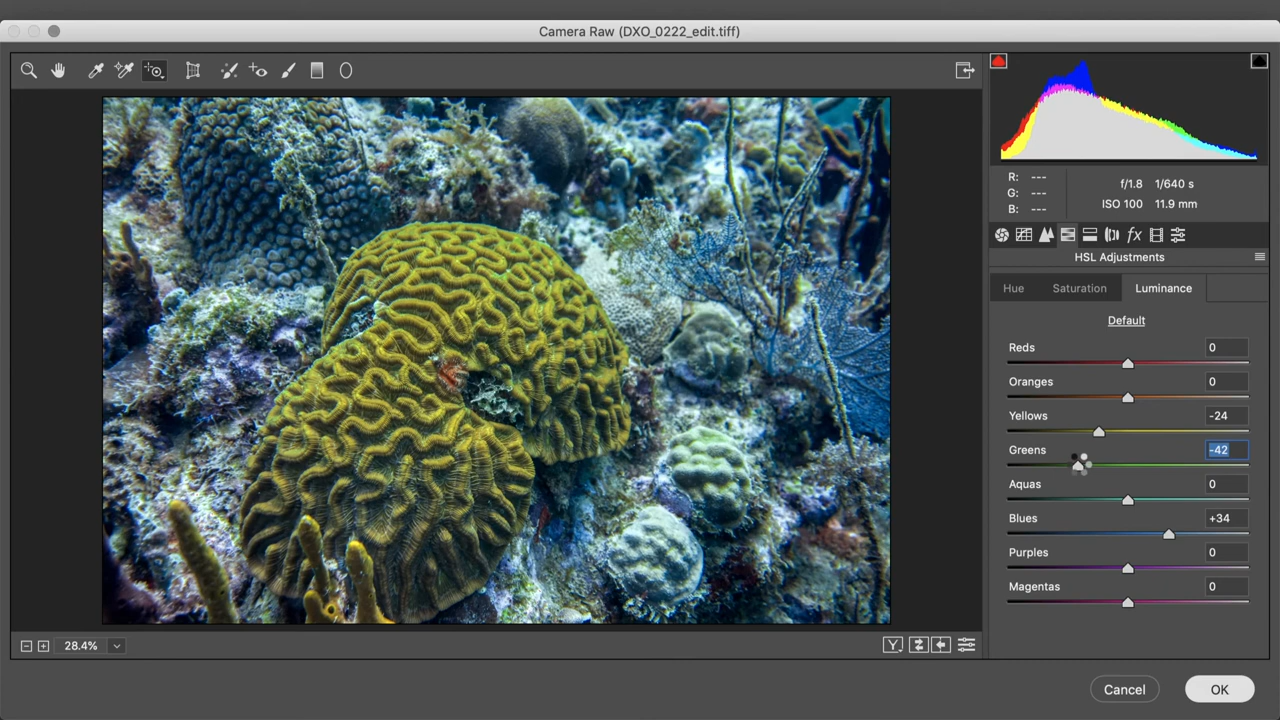 Camera Raw (DXO_0222_edit.tiff)
R: ---
G: ---
B: ---
f/1.8 1/640 s
ISO 100 11.9 mm
fx
HSL Adjustments
Hue Saturation Luminance
Default
Reds 0
Oranges 0
Yellows -24
Greens -42
Aquas 0
Blues +34
Purples 0
Magentas 0
28.4%
Y
Cancel OK